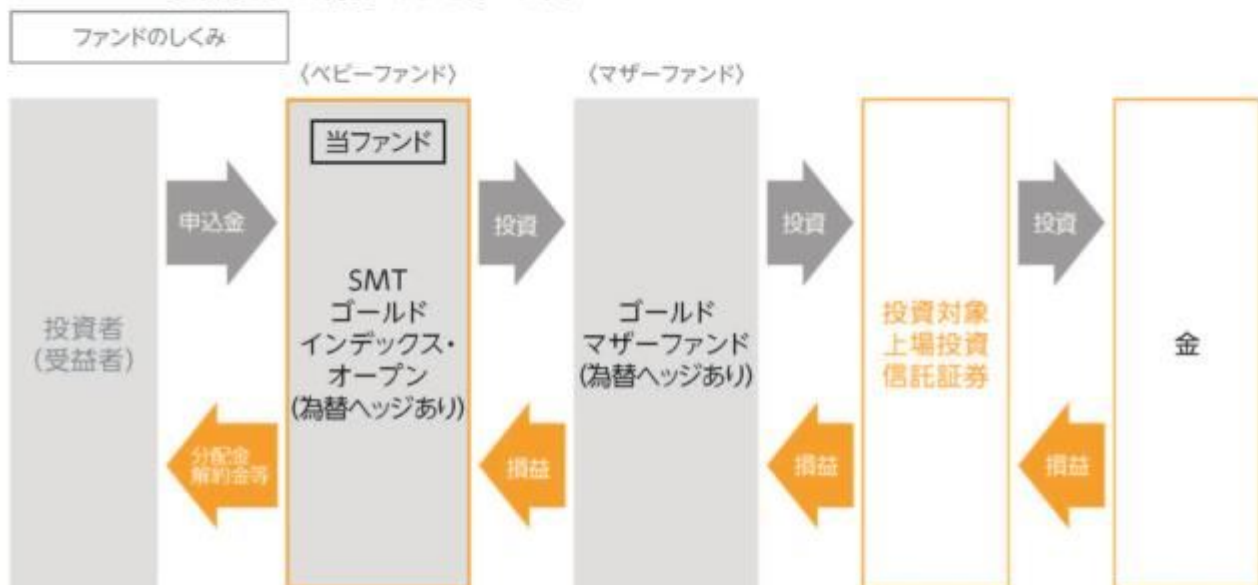 ファンドのしくみ
〈ベビーファンド〉
〈マザーファンド〉
投資者
(受益者)
申込金
分配金
解約金等
当ファンド
SMT
ゴールド
インデックス・
オープン
(為替ヘッジあり)
投資
損益
ゴールド
マザーファンド
(為替ヘッジあり)
投資
損益
投資対象
上場投資
信託証券
投資
損益
金